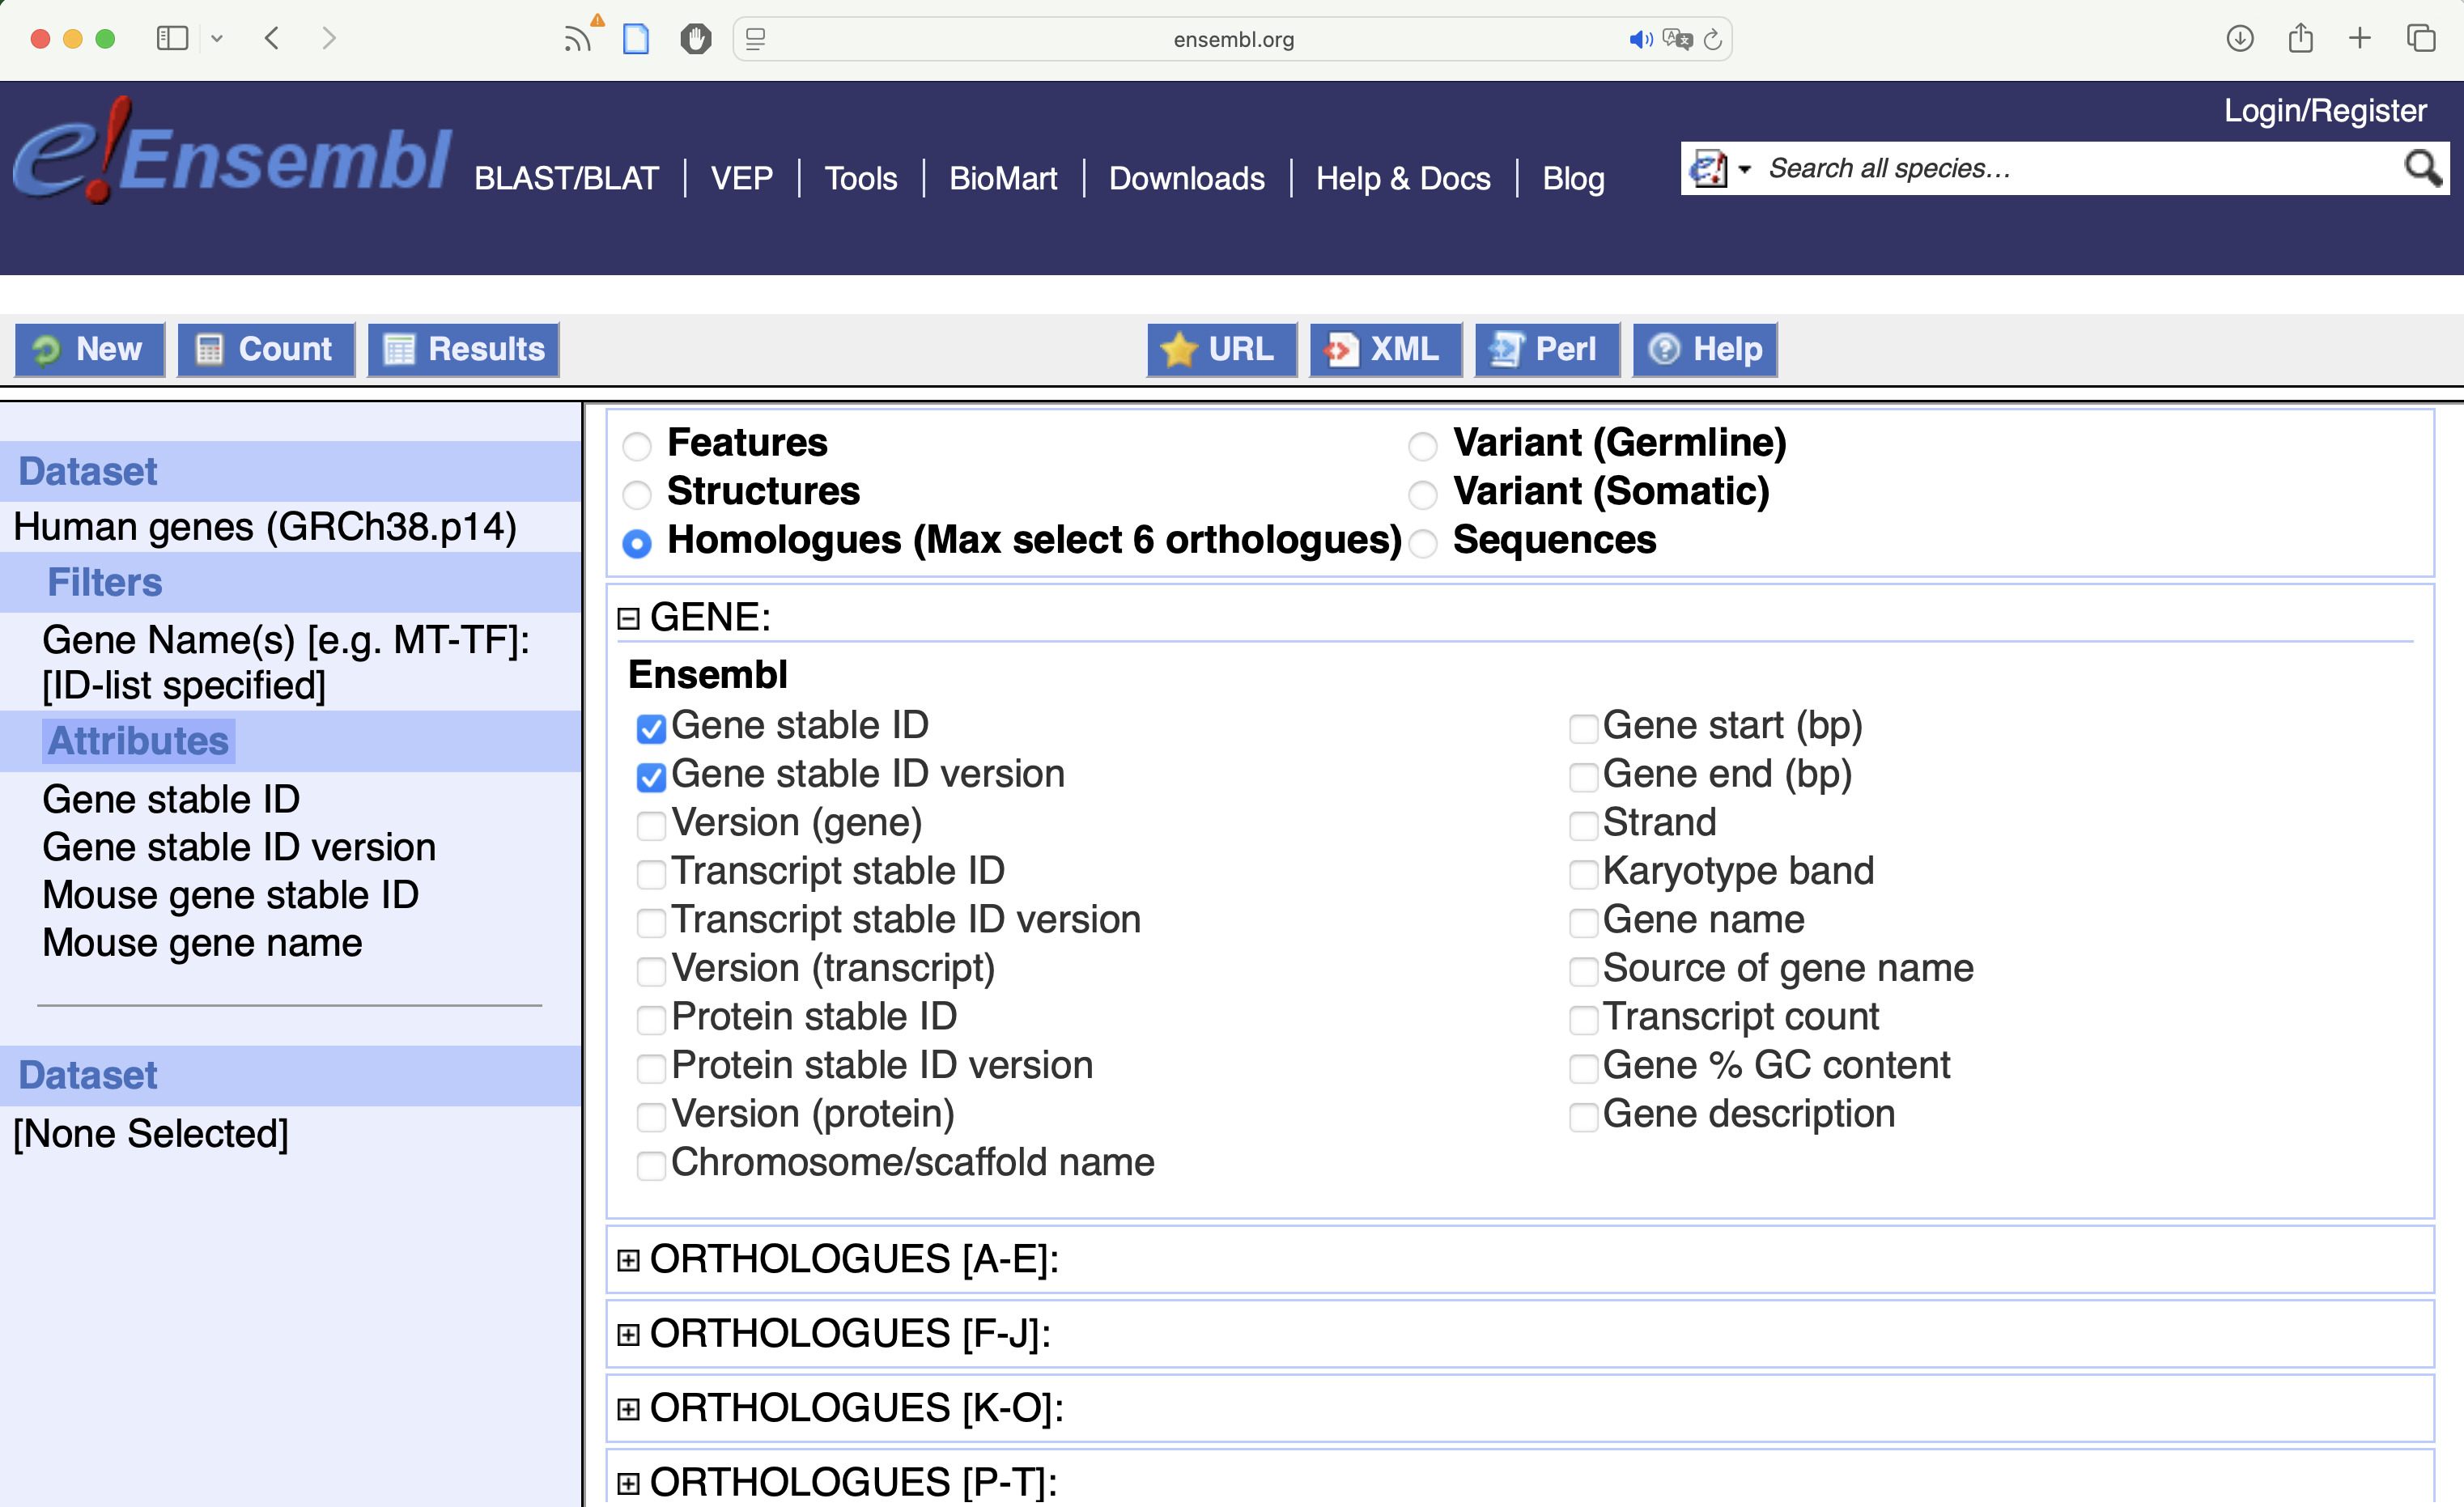 ensembl.org
Login/Register
e!Ensembl
BLAST/BLAT | VEP | Tools | BioMart | Downloads | Help & Docs | Blog
Search all species...
New Count Results URL XML Perl Help
Dataset
Human genes (GRCh38.p14)
Filters
Gene Name(s) [e.g. MT-TF]:
[ID-list specified]
Attributes
Gene stable ID
Gene stable ID version
Mouse gene stable ID
Mouse gene name
Dataset
[None Selected]
Features
Variant (Germline)
Structures
Variant (Somatic)
Homologues (Max select 6 orthologues)
Sequences
GENE:
Ensembl
Gene stable ID
Gene stable ID version
Version (gene)
Transcript stable ID
Transcript stable ID version
Version (transcript)
Protein stable ID
Protein stable ID version
Version (protein)
Chromosome/scaffold name
Gene start (bp)
Gene end (bp)
Strand
Karyotype band
Gene name
Source of gene name
Transcript count
Gene % GC content
Gene description
ORTHOLOGUES [A-E]:
ORTHOLOGUES [F-J]:
ORTHOLOGUES [K-O]:
ORTHOLOGUES [P-T]: